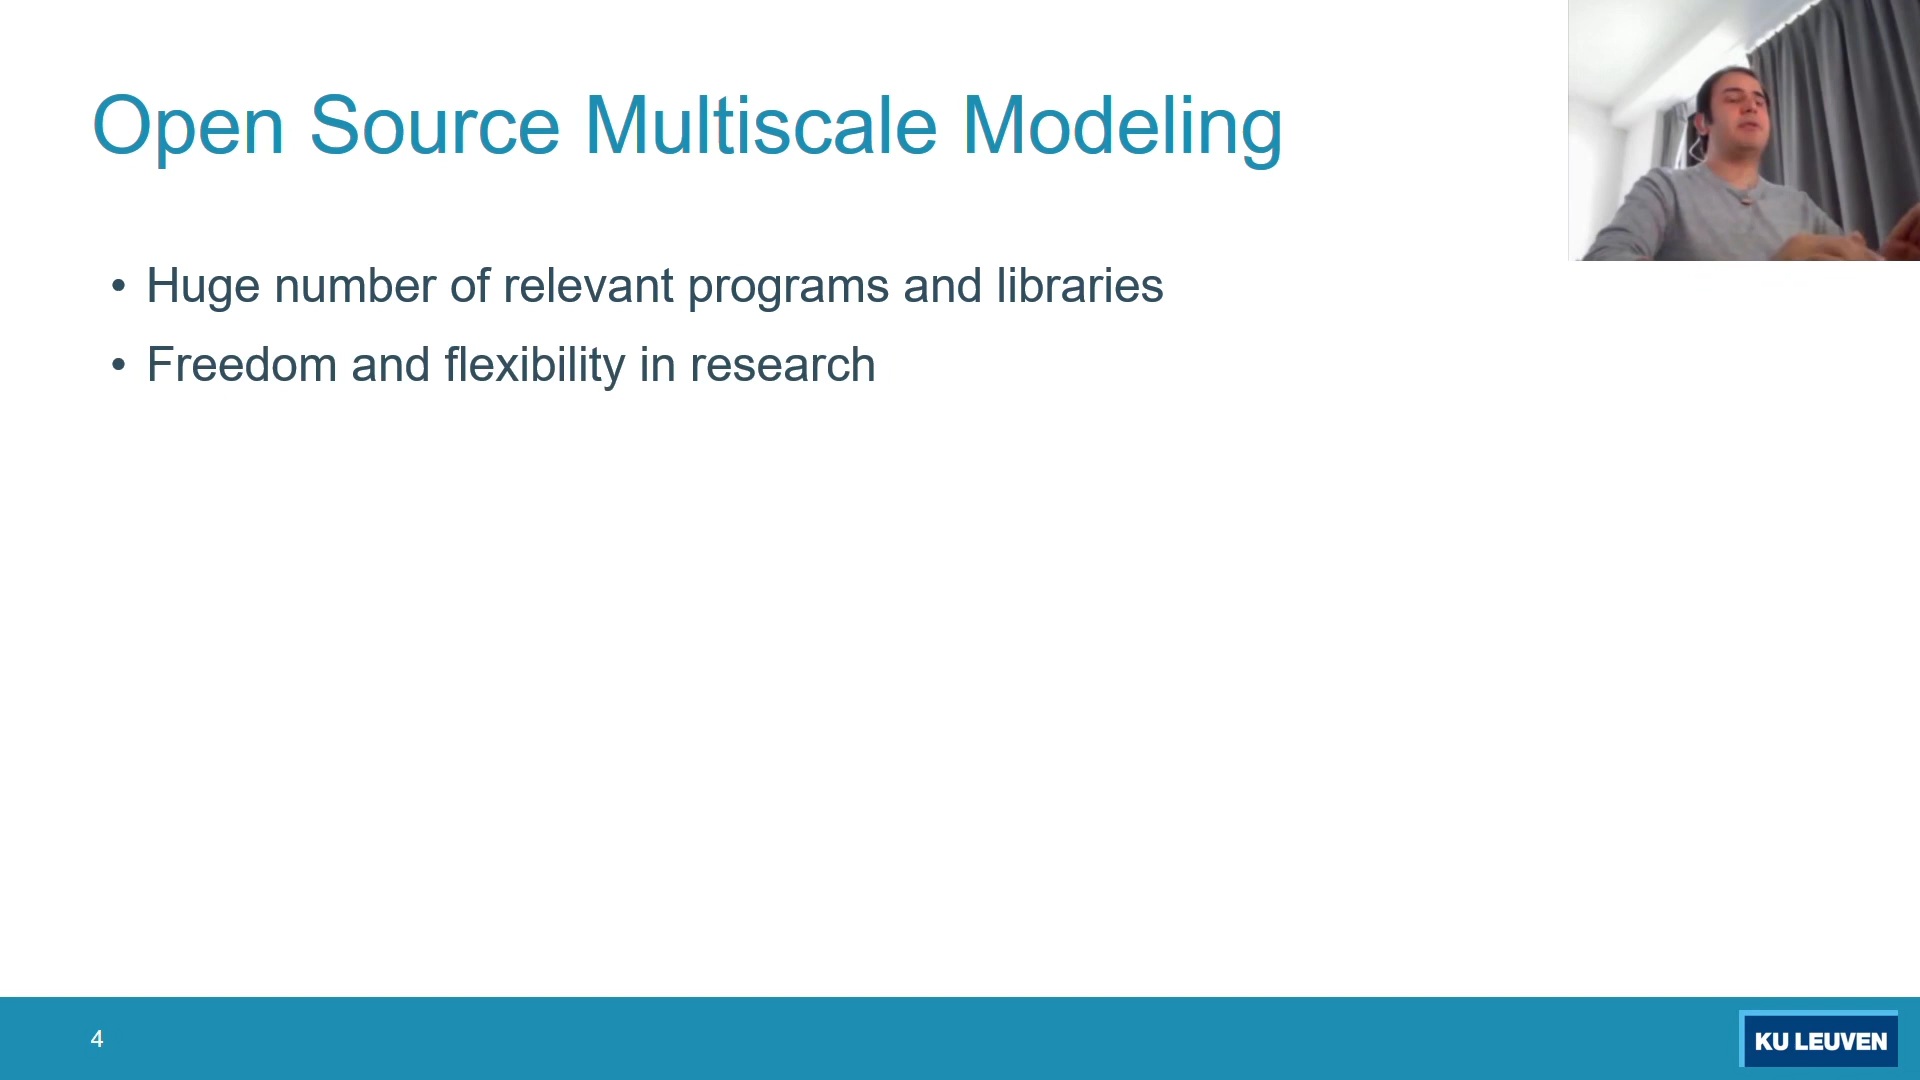 Open Source Multiscale Modeling
• Huge number of relevant programs and libraries
• Freedom and flexibility in research
4
KU LEUVEN